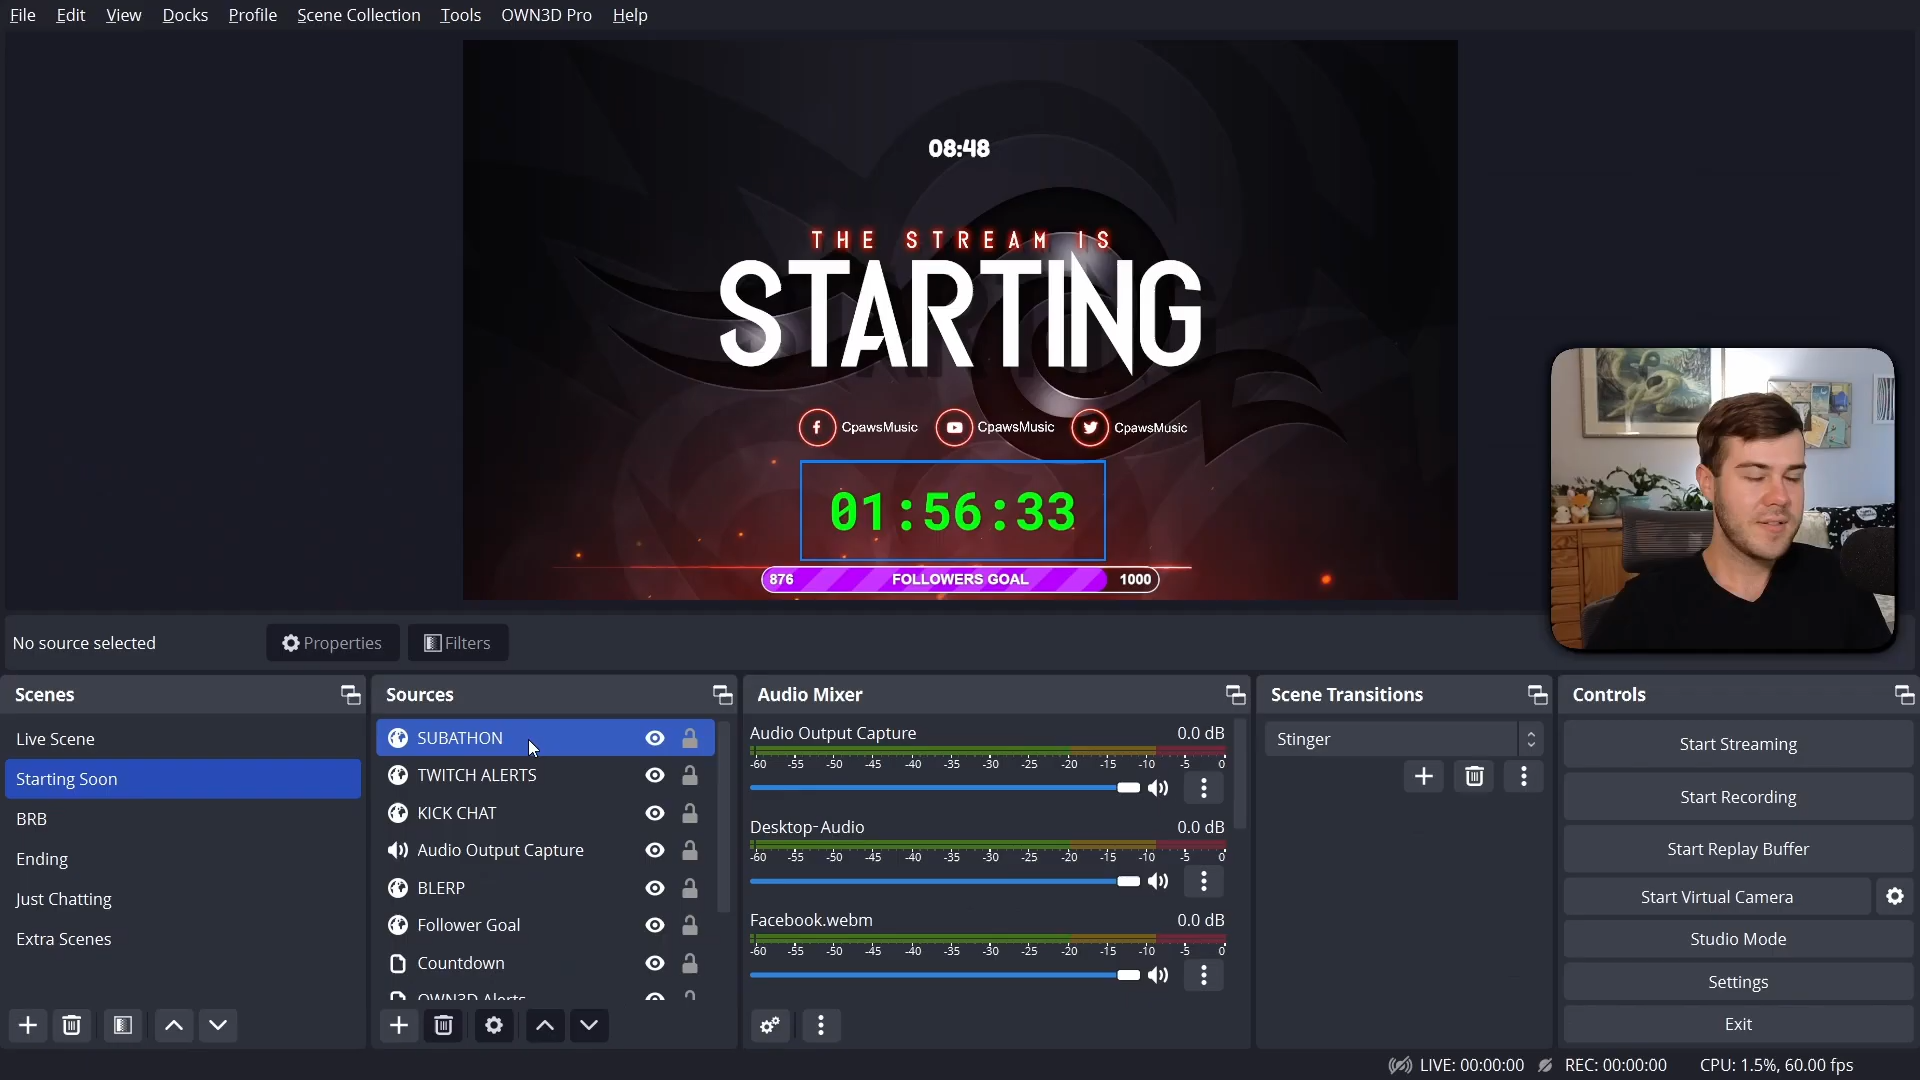 File Edit View Docks Profile Scene Collection Tools OWN3D Pro Help
08:48
THE STREAM IS
STARTING
CpawsMusic CpawsMusic CpawsMusic
01:56:33
876 FOLLOWERS GOAL 1000
No source selected Properties Filters
Scenes
Live Scene
Starting Soon
BRB
Ending
Just Chatting
Extra Scenes
Sources
SUBATHON
TWITCH ALERTS
KICK CHAT
Audio Output Capture
BLERP
Follower Goal
Countdown
OWN3D Alerts
Audio Mixer
Audio Output Capture 0.0 dB
-60 -55 -50 -45 -40 -35 -30 -25 -20 -15 -10 -5 0
Desktop-Audio 0.0 dB
-60 -55 -50 -45 -40 -35 -30 -25 -20 -15 -10 -5 0
Facebook.webm 0.0 dB
-60 -55 -50 -45 -40 -35 -30 -25 -20 -15 -10 -5 0
Scene Transitions
Stinger
Controls
Start Streaming
Start Recording
Start Replay Buffer
Start Virtual Camera
Studio Mode
Settings
Exit
LIVE: 00:00:00 REC: 00:00:00 CPU: 1.5%, 60.00 fps